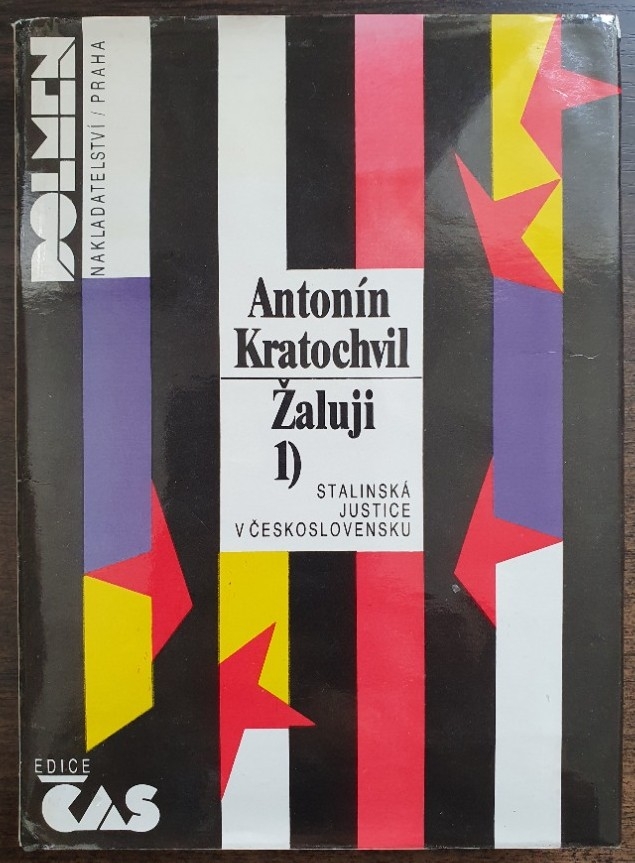 DOLMEN
NAKLADATELSTVÍ / PRAHA
Antonín
Kratochvil
Žaluji
1)
STALINSKÁ
JUSTICE
V ČESKOSLOVENSKU
EDICE
ČAS